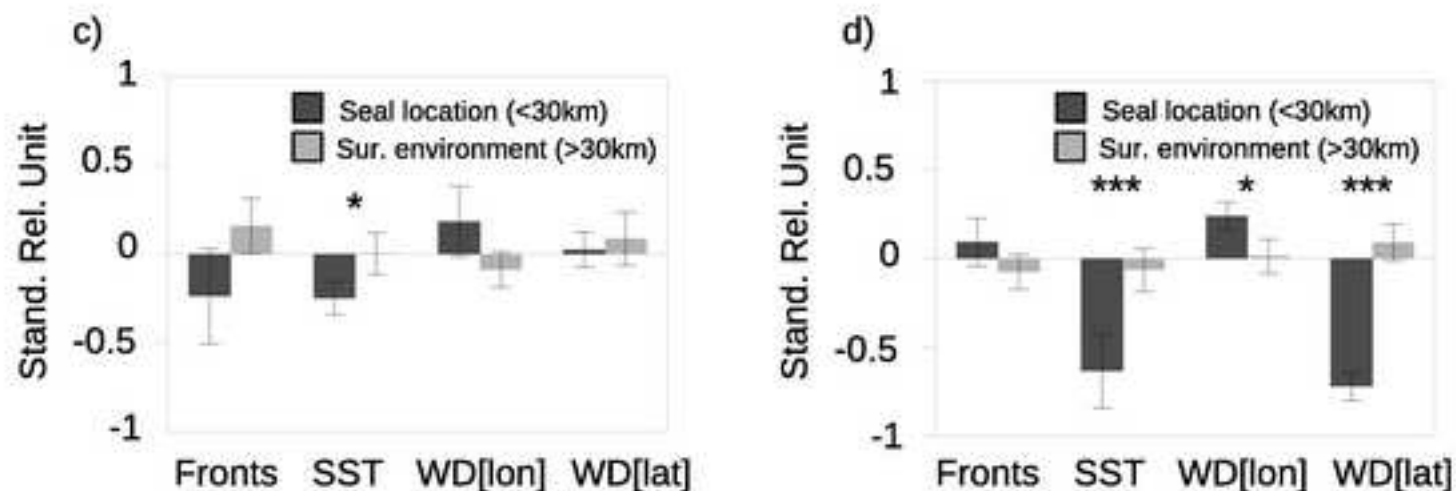 c)
Stand. Rel. Unit
1
0.5
0
-0.5
-1
Seal location (<30km)
Sur. environment (>30km)
*
Fronts SST WD[lon] WD[lat]
d)
Stand. Rel. Unit
1
0.5
0
-0.5
-1
Seal location (<30km)
Sur. environment (>30km)
*** * ***
Fronts SST WD[lon] WD[lat]